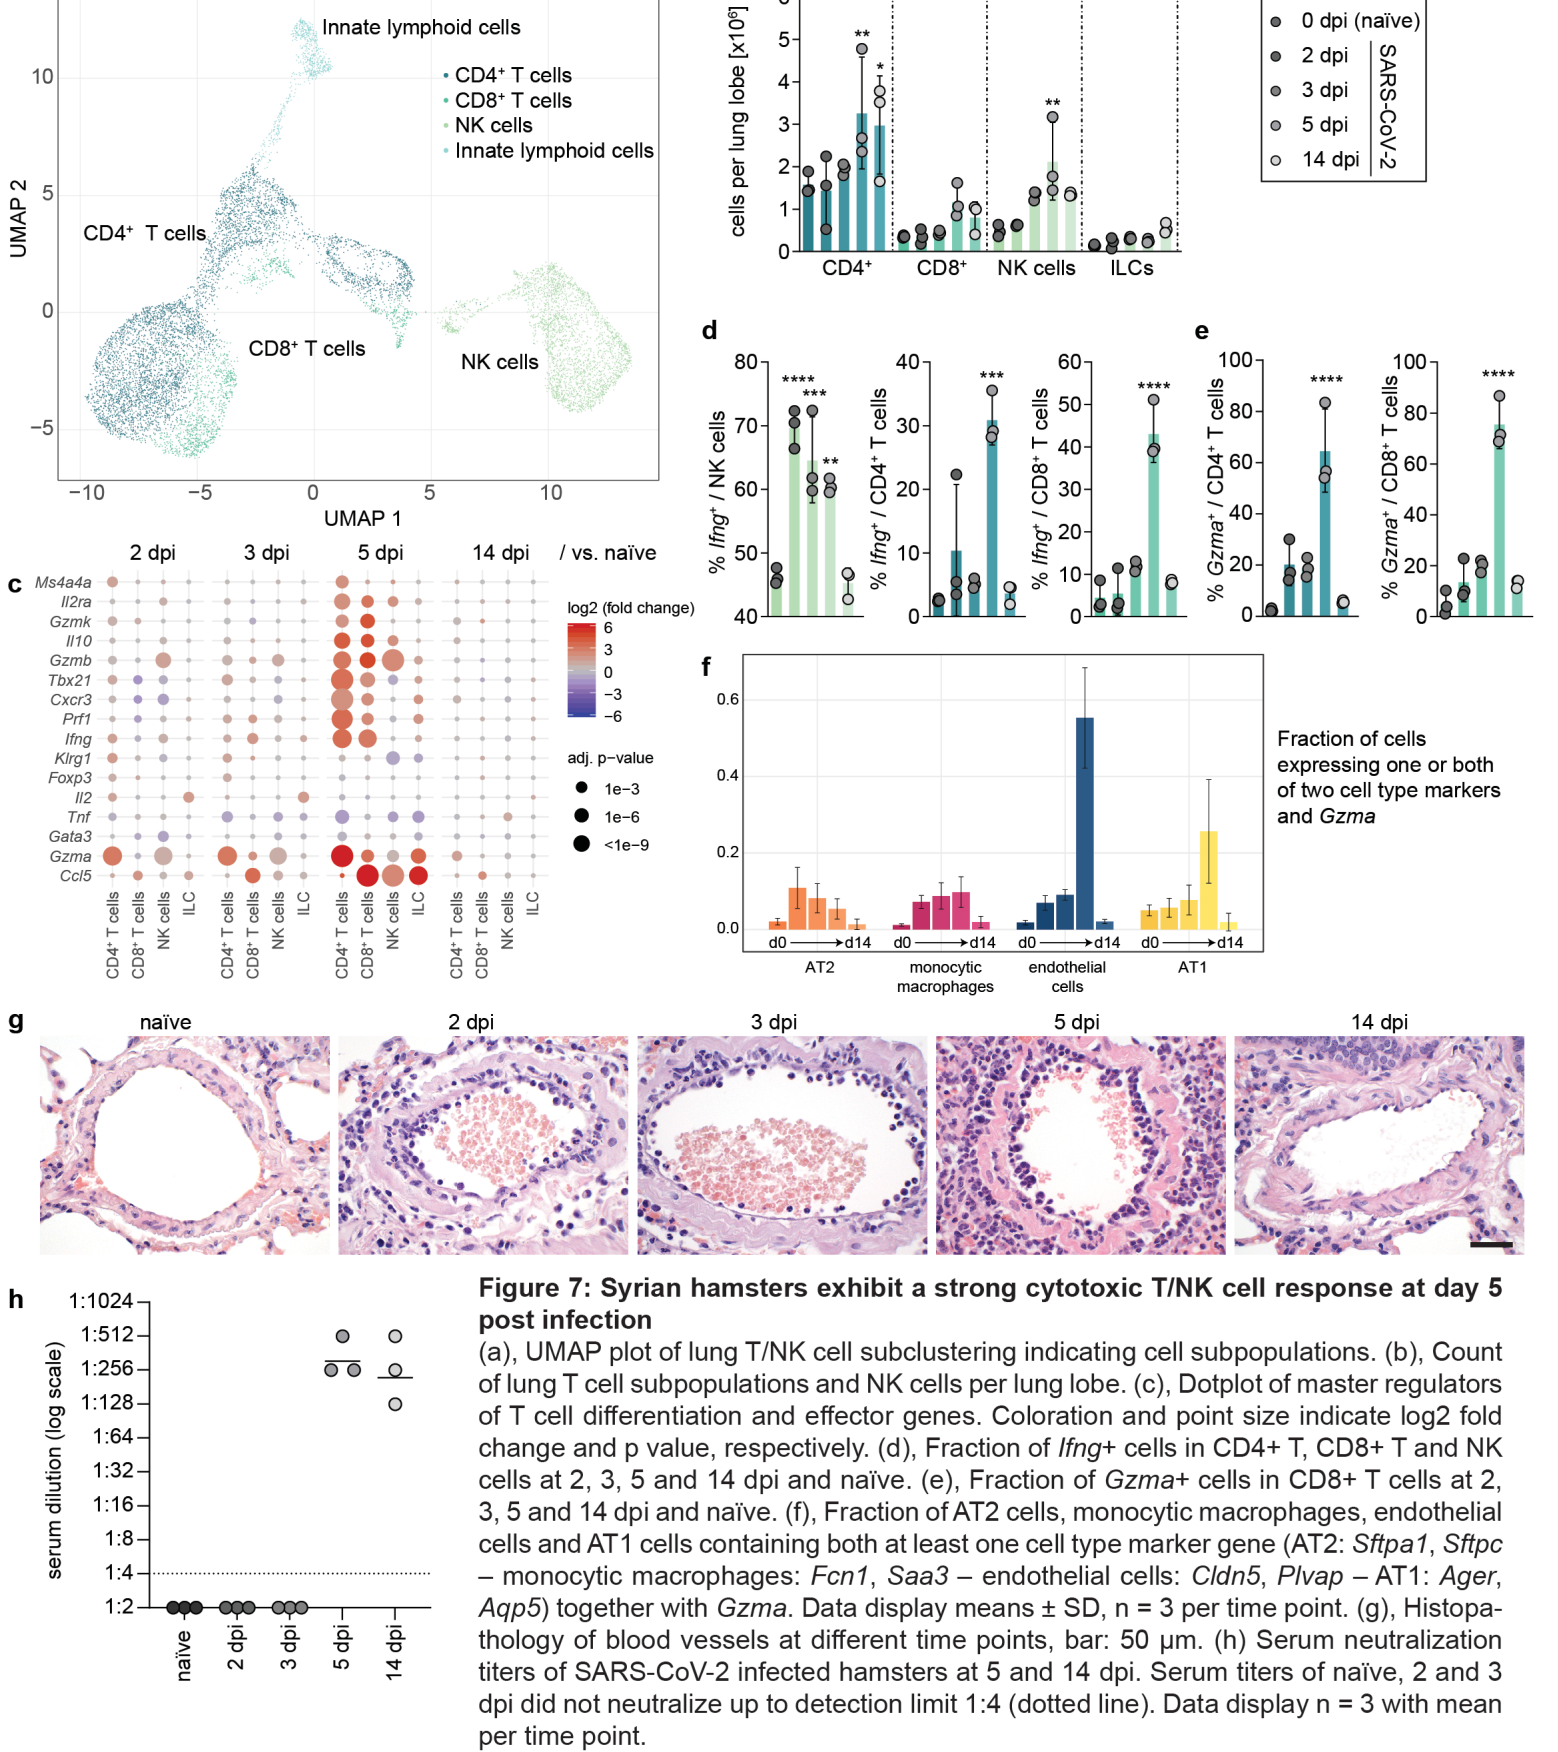 Innate lymphoid cells
CD4⁺ T cells
CD8⁺ T cells
NK cells
Innate lymphoid cells
CD4⁺ T cells
CD8⁺ T cells
NK cells
10
5
0
−5
UMAP 2
−10
−5
0
5
10
UMAP 1
cells per lung lobe [x10⁶]
5
4
3
2
1
0
**
*
**
CD4⁺
CD8⁺
NK cells
ILCs
0 dpi (naïve)
2 dpi
3 dpi
5 dpi
14 dpi
SARS-CoV-2
c
2 dpi
3 dpi
5 dpi
14 dpi
/ vs. naïve
Ms4a4a
Il2ra
Gzmk
Il10
Gzmb
Tbx21
Cxcr3
Prf1
Ifng
Klrg1
Foxp3
Il2
Tnf
Gata3
Gzma
Ccl5
CD4⁺ T cells
CD8⁺ T cells
NK cells
ILC
CD4⁺ T cells
CD8⁺ T cells
NK cells
ILC
CD4⁺ T cells
CD8⁺ T cells
NK cells
ILC
CD4⁺ T cells
CD8⁺ T cells
NK cells
ILC
log2 (fold change)
6
3
0
−3
−6
adj. p−value
1e−3
1e−6
<1e−9
d
% Ifng⁺ / NK cells
80
70
60
50
40
****
***
**
% Ifng⁺ / CD4⁺ T cells
40
30
20
10
0
***
% Ifng⁺ / CD8⁺ T cells
60
50
40
30
20
10
0
****
e
% Gzma⁺ / CD4⁺ T cells
100
80
60
40
20
0
****
% Gzma⁺ / CD8⁺ T cells
100
80
60
40
20
0
****
f
0.6
0.4
0.2
0.0
d0
d14
d0
d14
d0
d14
d0
d14
AT2
monocytic
macrophages
endothelial
cells
AT1
Fraction of cells
expressing one or both
of two cell type markers
and Gzma
g
naïve
2 dpi
3 dpi
5 dpi
14 dpi
h
serum dilution (log scale)
1:1024
1:512
1:256
1:128
1:64
1:32
1:16
1:8
1:4
1:2
naïve
2 dpi
3 dpi
5 dpi
14 dpi
Figure 7: Syrian hamsters exhibit a strong cytotoxic T/NK cell response at day 5
post infection
(a), UMAP plot of lung T/NK cell subclustering indicating cell subpopulations. (b), Count
of lung T cell subpopulations and NK cells per lung lobe. (c), Dotplot of master regulators
of T cell differentiation and effector genes. Coloration and point size indicate log2 fold
change and p value, respectively. (d), Fraction of Ifng+ cells in CD4+ T, CD8+ T and NK
cells at 2, 3, 5 and 14 dpi and naïve. (e), Fraction of Gzma+ cells in CD8+ T cells at 2,
3, 5 and 14 dpi and naïve. (f), Fraction of AT2 cells, monocytic macrophages, endothelial
cells and AT1 cells containing both at least one cell type marker gene (AT2: Sftpa1, Sftpc
– monocytic macrophages: Fcn1, Saa3 – endothelial cells: Cldn5, Plvap – AT1: Ager,
Aqp5) together with Gzma. Data display means ± SD, n = 3 per time point. (g), Histopa-
thology of blood vessels at different time points, bar: 50 µm. (h) Serum neutralization
titers of SARS-CoV-2 infected hamsters at 5 and 14 dpi. Serum titers of naïve, 2 and 3
dpi did not neutralize up to detection limit 1:4 (dotted line). Data display n = 3 with mean
per time point.